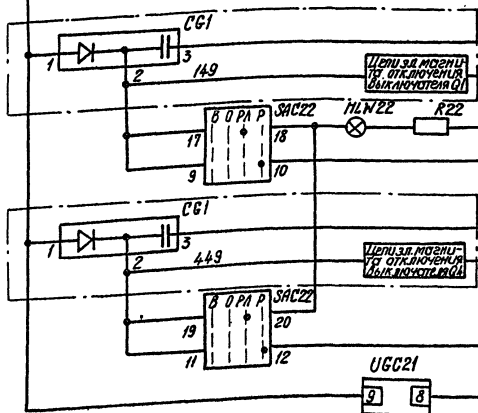 CG1
1
2
3
149
Цепи эл. магни
та отключения
выключателя Q1
В О РЛ Р
SAC22
17
18
9
10
HLW22
R22
CG1
1
2
3
449
Цепи эл. магни-
та отключения
выключателя Q4
В О РЛ Р
SAC22
19
20
11
12
UGC21
9
8